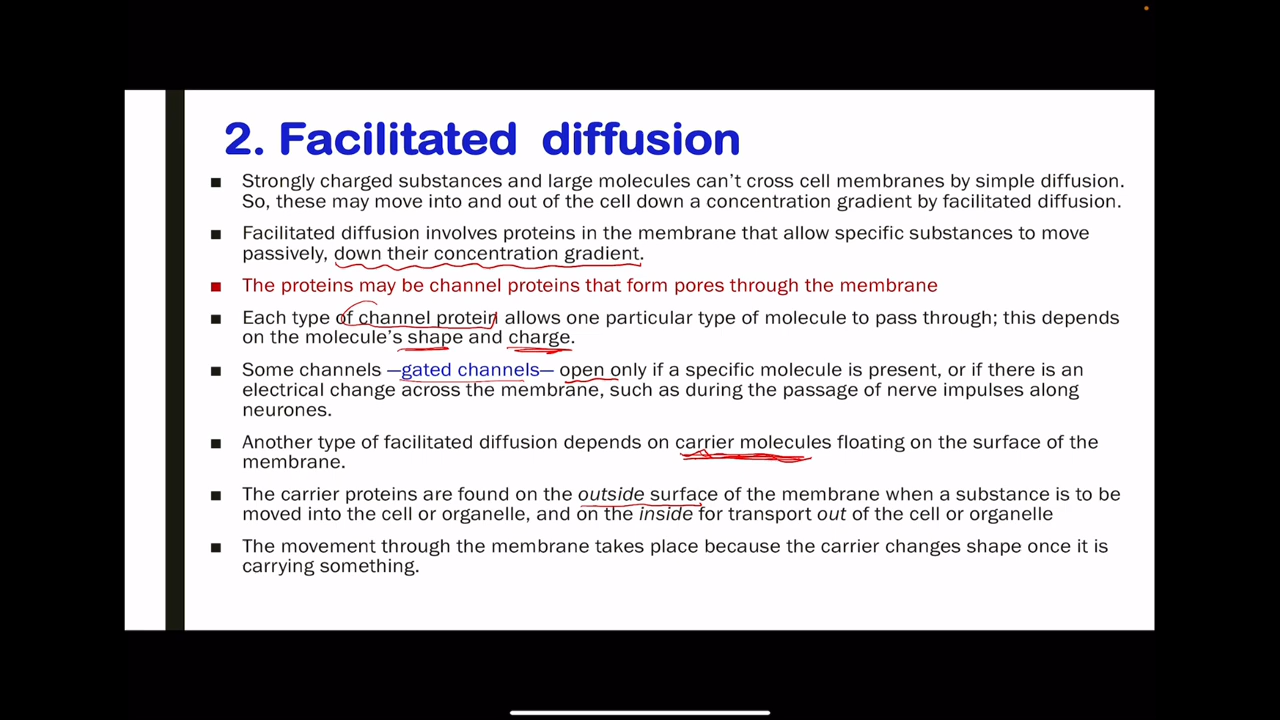 2. Facilitated diffusion
■ Strongly charged substances and large molecules can't cross cell membranes by simple diffusion.
So, these may move into and out of the cell down a concentration gradient by facilitated diffusion.
■ Facilitated diffusion involves proteins in the membrane that allow specific substances to move
passively, down their concentration gradient.
■ The proteins may be channel proteins that form pores through the membrane
■ Each type of channel protein allows one particular type of molecule to pass through; this depends
on the molecule's shape and charge.
■ Some channels —gated channels— open only if a specific molecule is present, or if there is an
electrical change across the membrane, such as during the passage of nerve impulses along
neurones.
■ Another type of facilitated diffusion depends on carrier molecules floating on the surface of the
membrane.
■ The carrier proteins are found on the outside surface of the membrane when a substance is to be
moved into the cell or organelle, and on the inside for transport out of the cell or organelle
■ The movement through the membrane takes place because the carrier changes shape once it is
carrying something.